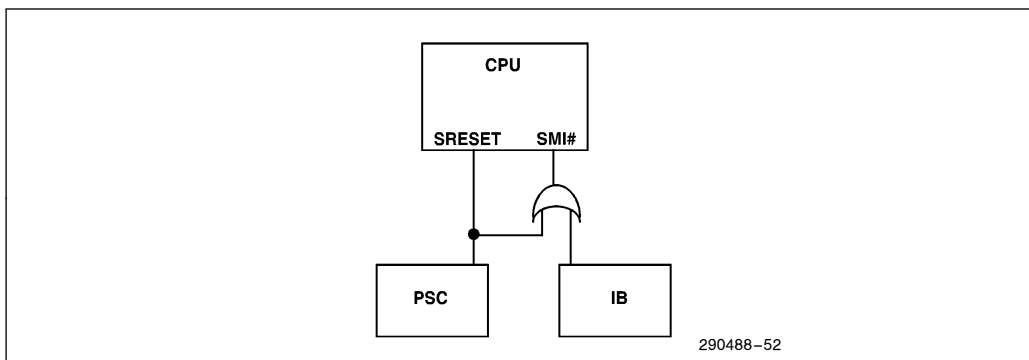 CPU
SRESET SMI#
PSC
IB
290488–52